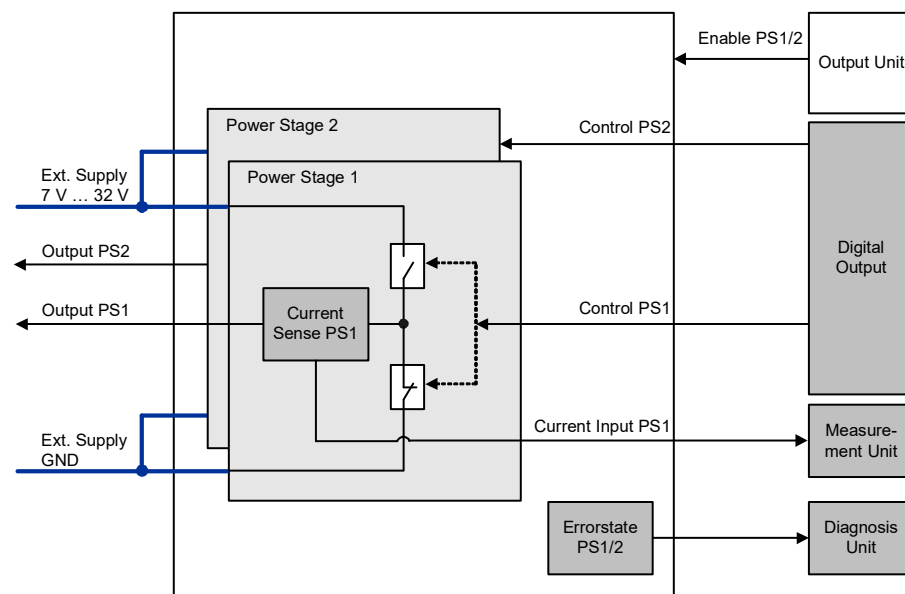 Enable PS1/2
Output Unit
Power Stage 2
Control PS2
Power Stage 1
Ext. Supply
7 V … 32 V
Output PS2
Digital
Output
Output PS1
Current
Sense PS1
Control PS1
Current Input PS1
Measure-
ment Unit
Ext. Supply
GND
Errorstate
PS1/2
Diagnosis
Unit